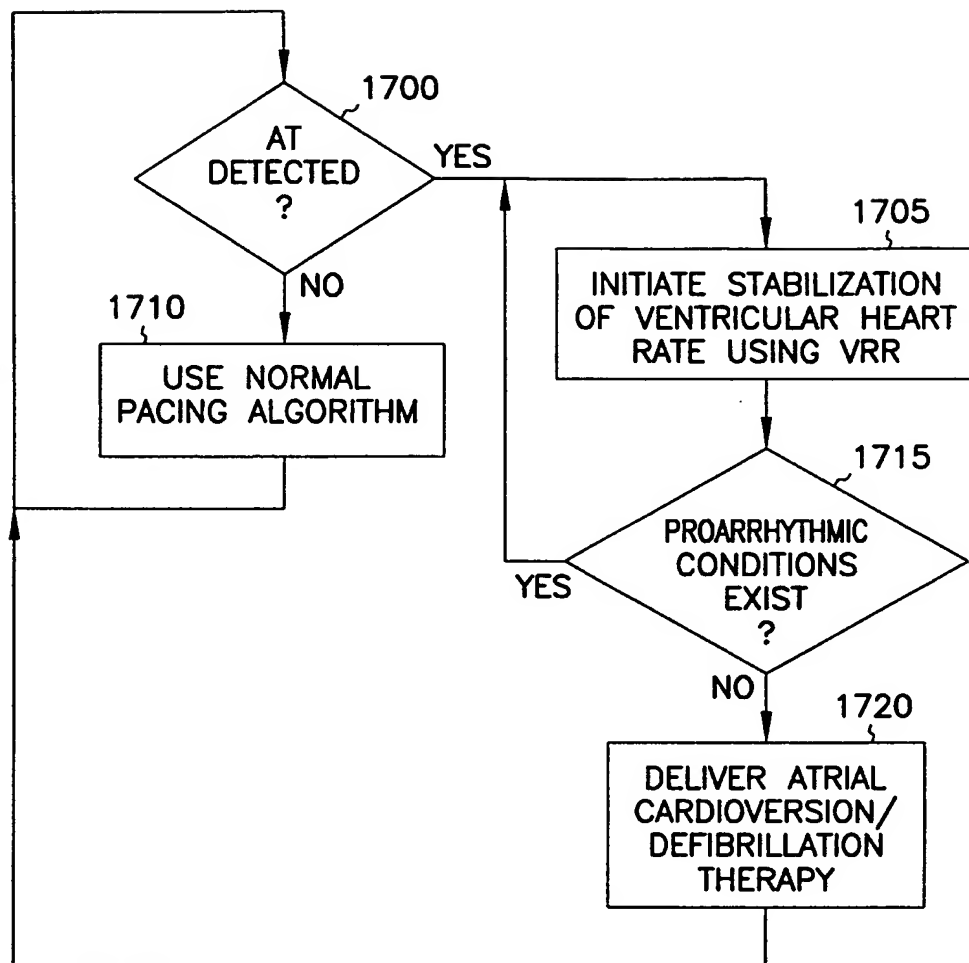 1700
AT
DETECTED
?
YES
NO
1705
INITIATE STABILIZATION
OF VENTRICULAR HEART
RATE USING VRR
1710
USE NORMAL
PACING ALGORITHM
1715
PROARRHYTHMIC
CONDITIONS
EXIST
?
YES
NO
1720
DELIVER ATRIAL
CARDIOVERSION/
DEFIBRILLATION
THERAPY